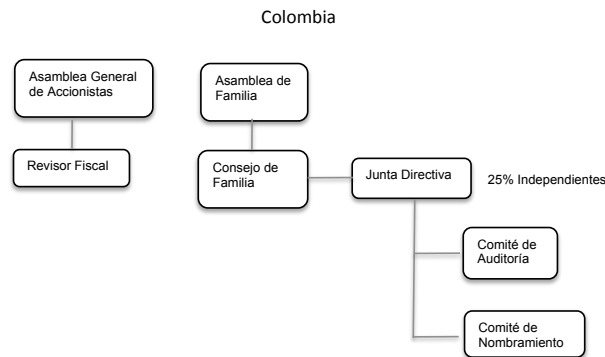 Colombia
Asamblea General
de Accionistas
Asamblea de
Familia
Revisor Fiscal
Consejo de
Familia
Junta Directiva
25% Independientes
Comité de
Auditoría
Comité de
Nombramiento